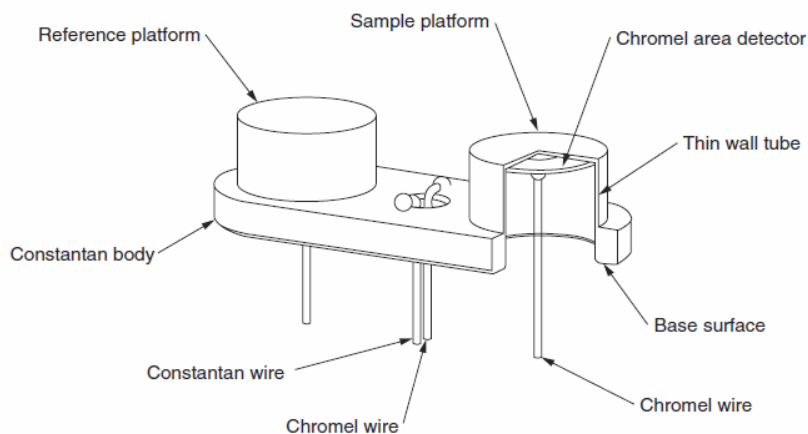 Sample platform
Reference platform
Chromel area detector
Thin wall tube
Constantan body
Base surface
Constantan wire
Chromel wire
Chromel wire